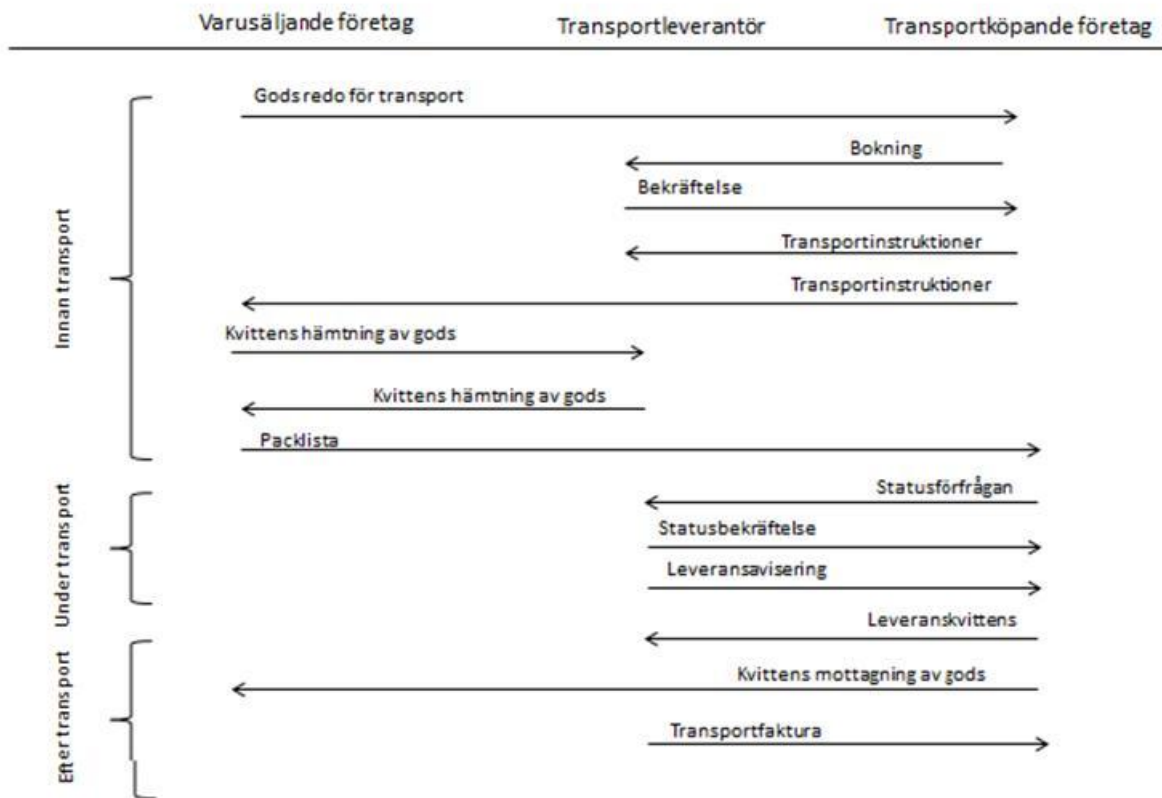 Varusäljande företag
Transportleverantör
Transportköpande företag
Innan transport
Gods redo för transport
Bokning
Bekräftelse
Transportinstruktioner
Transportinstruktioner
Kvittens hämtning av gods
Kvittens hämtning av gods
Packlista
Under transport
Statusförfrågan
Statusbekräftelse
Leveransavisering
Efter transport
Leveranskvittens
Kvittens mottagning av gods
Transportfaktura